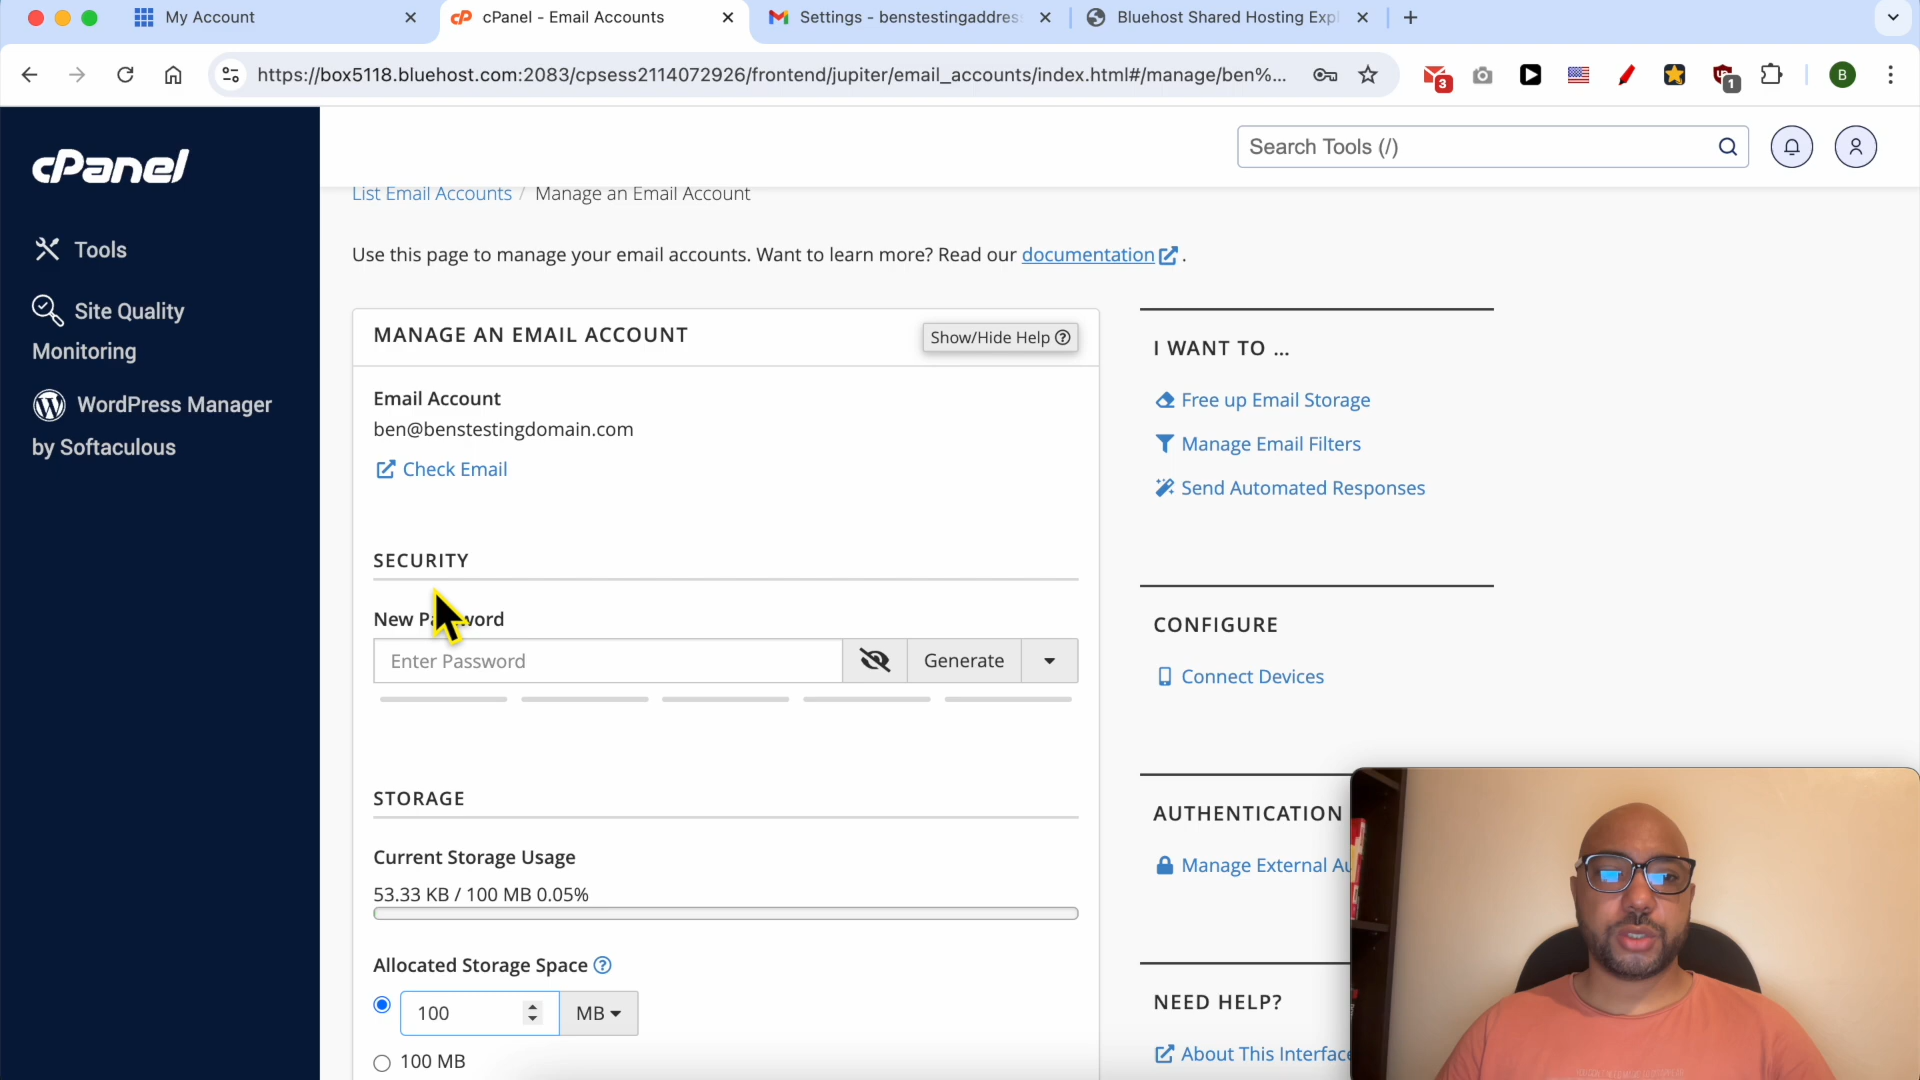 My Account
cPanel - Email Accounts
Settings - benstestingaddres
Bluehost Shared Hosting Expl
https://box5118.bluehost.com:2083/cpsess2114072926/frontend/jupiter/email_accounts/index.html#/manage/ben%...
3
1
B
cPanel
Search Tools (/)
Tools
Site Quality
Monitoring
WordPress Manager
by Softaculous
List Email Accounts / Manage an Email Account
Use this page to manage your email accounts. Want to learn more? Read our documentation .
MANAGE AN EMAIL ACCOUNT
Show/Hide Help
Email Account
ben@benstestingdomain.com
Check Email
SECURITY
New Password
Enter Password
Generate
STORAGE
Current Storage Usage
53.33 KB / 100 MB 0.05%
Allocated Storage Space
100
MB
100 MB
I WANT TO ...
Free up Email Storage
Manage Email Filters
Send Automated Responses
CONFIGURE
Connect Devices
AUTHENTICATION
Manage External Au
NEED HELP?
About This Interface